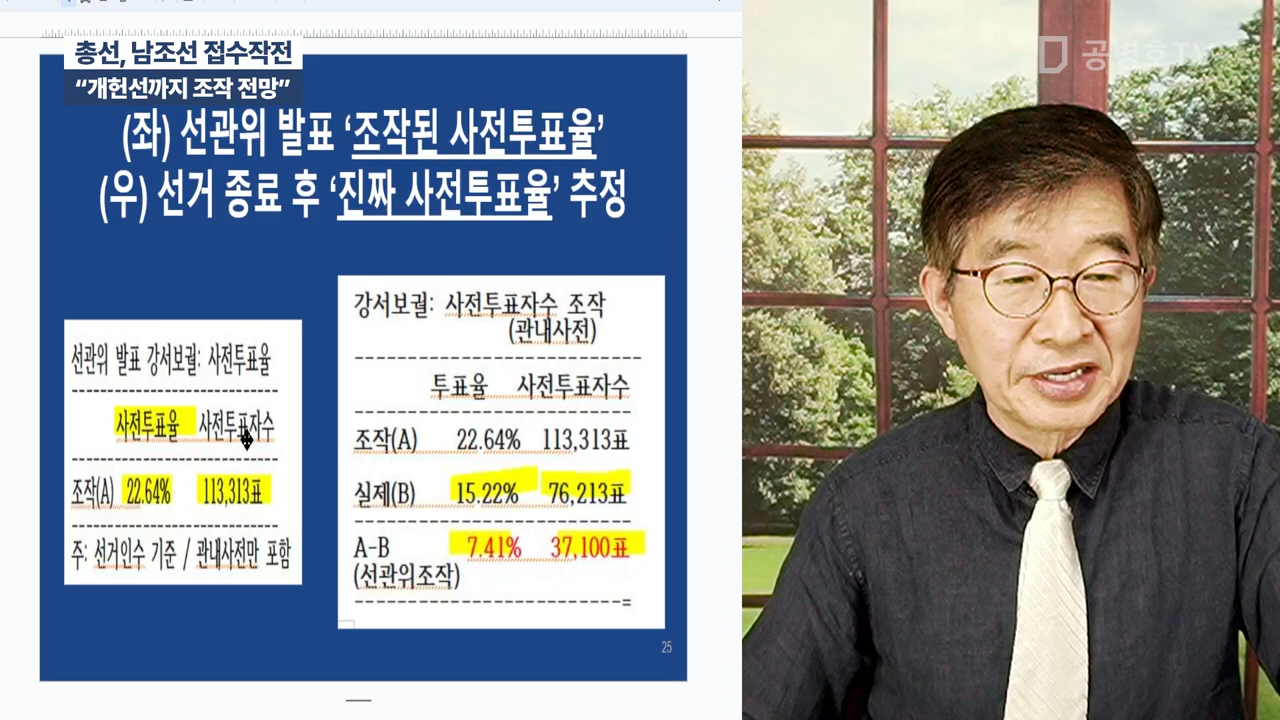 총선, 남조선 접수작전
“개헌선까지 조작 전망”
(좌) 선관위 발표 ‘조작된 사전투표율’
(우) 선거 종료 후 ‘진짜 사전투표율’ 추정
선관위 발표 강서보궐: 사전투표율
사전투표율 사전투표자수
조작(A) 22.64% 113,313표
주: 선거인수 기준 / 관내사전만 포함
강서보궐: 사전투표자수 조작
(관내사전)
투표율 사전투표자수
조작(A) 22.64% 113,313표
실제(B) 15.22% 76,213표
A-B 7.41% 37,100표
(선관위조작)
25
공병호TV